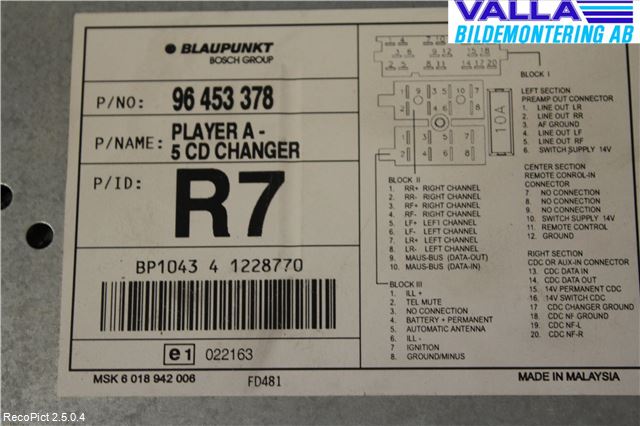 VALLA
BILDEMONTERING AB
BLAUPUNKT
BOSCH GROUP
P/NO: 96 453 378
P/NAME: PLAYER A -
5 CD CHANGER
P/ID: R7
BP1043 4 1228770
e1 022163
MSK 6 018 942 006 FD481
BLOCK I
10A
LEFT SECTION
PREAMP OUT CONNECTOR
1. LINE OUT LR
2. LINE OUT RR
3. AF GROUND
4. LINE OUT LF
5. LINE OUT RF
6. SWITCH SUPPLY 14V
CENTER SECTION
REMOTE CONROL-IN
CONNECTOR
7. NO CONNECTION
8. NO CONNECTION
9. NO CONNECTION
10. SWITCH SUPPLY 14V
11. REMOTE CONTROL
12. GROUND
RIGHT SECTION
CDC OR AUX-IN CONNECTOR
13. CDC DATA IN
14. CDC DATA OUT
15. 14V PERMANENT CDC
16. 14V SWITCH CDC
17. CDC CHANGER GROUND
18. CDC NF GROUND
19. CDC NF-L
20. CDC NF-R
BLOCK II
1. RR+ RIGHT CHANNEL
2. RR- RIGHT CHANNEL
3. RF+ RIGHT CHANNEL
4. RF- RIGHT CHANNEL
5. LF+ LEFT CHANNEL
6. LF- LEFT CHANNEL
7. LR+ LEFT CHANNEL
8. LR- LEFT CHANNEL
9. MAUS-BUS (DATA-OUT)
10. MAUS-BUS (DATA-IN)
BLOCK III
1. ILL +
2. TEL MUTE
3. NO CONNECTION
4. BATTERY + PERMANENT
5. AUTOMATIC ANTENNA
6. ILL -
7. IGNITION
8. GROUND/MINUS
MADE IN MALAYSIA
RecoPict 2.5.0.4